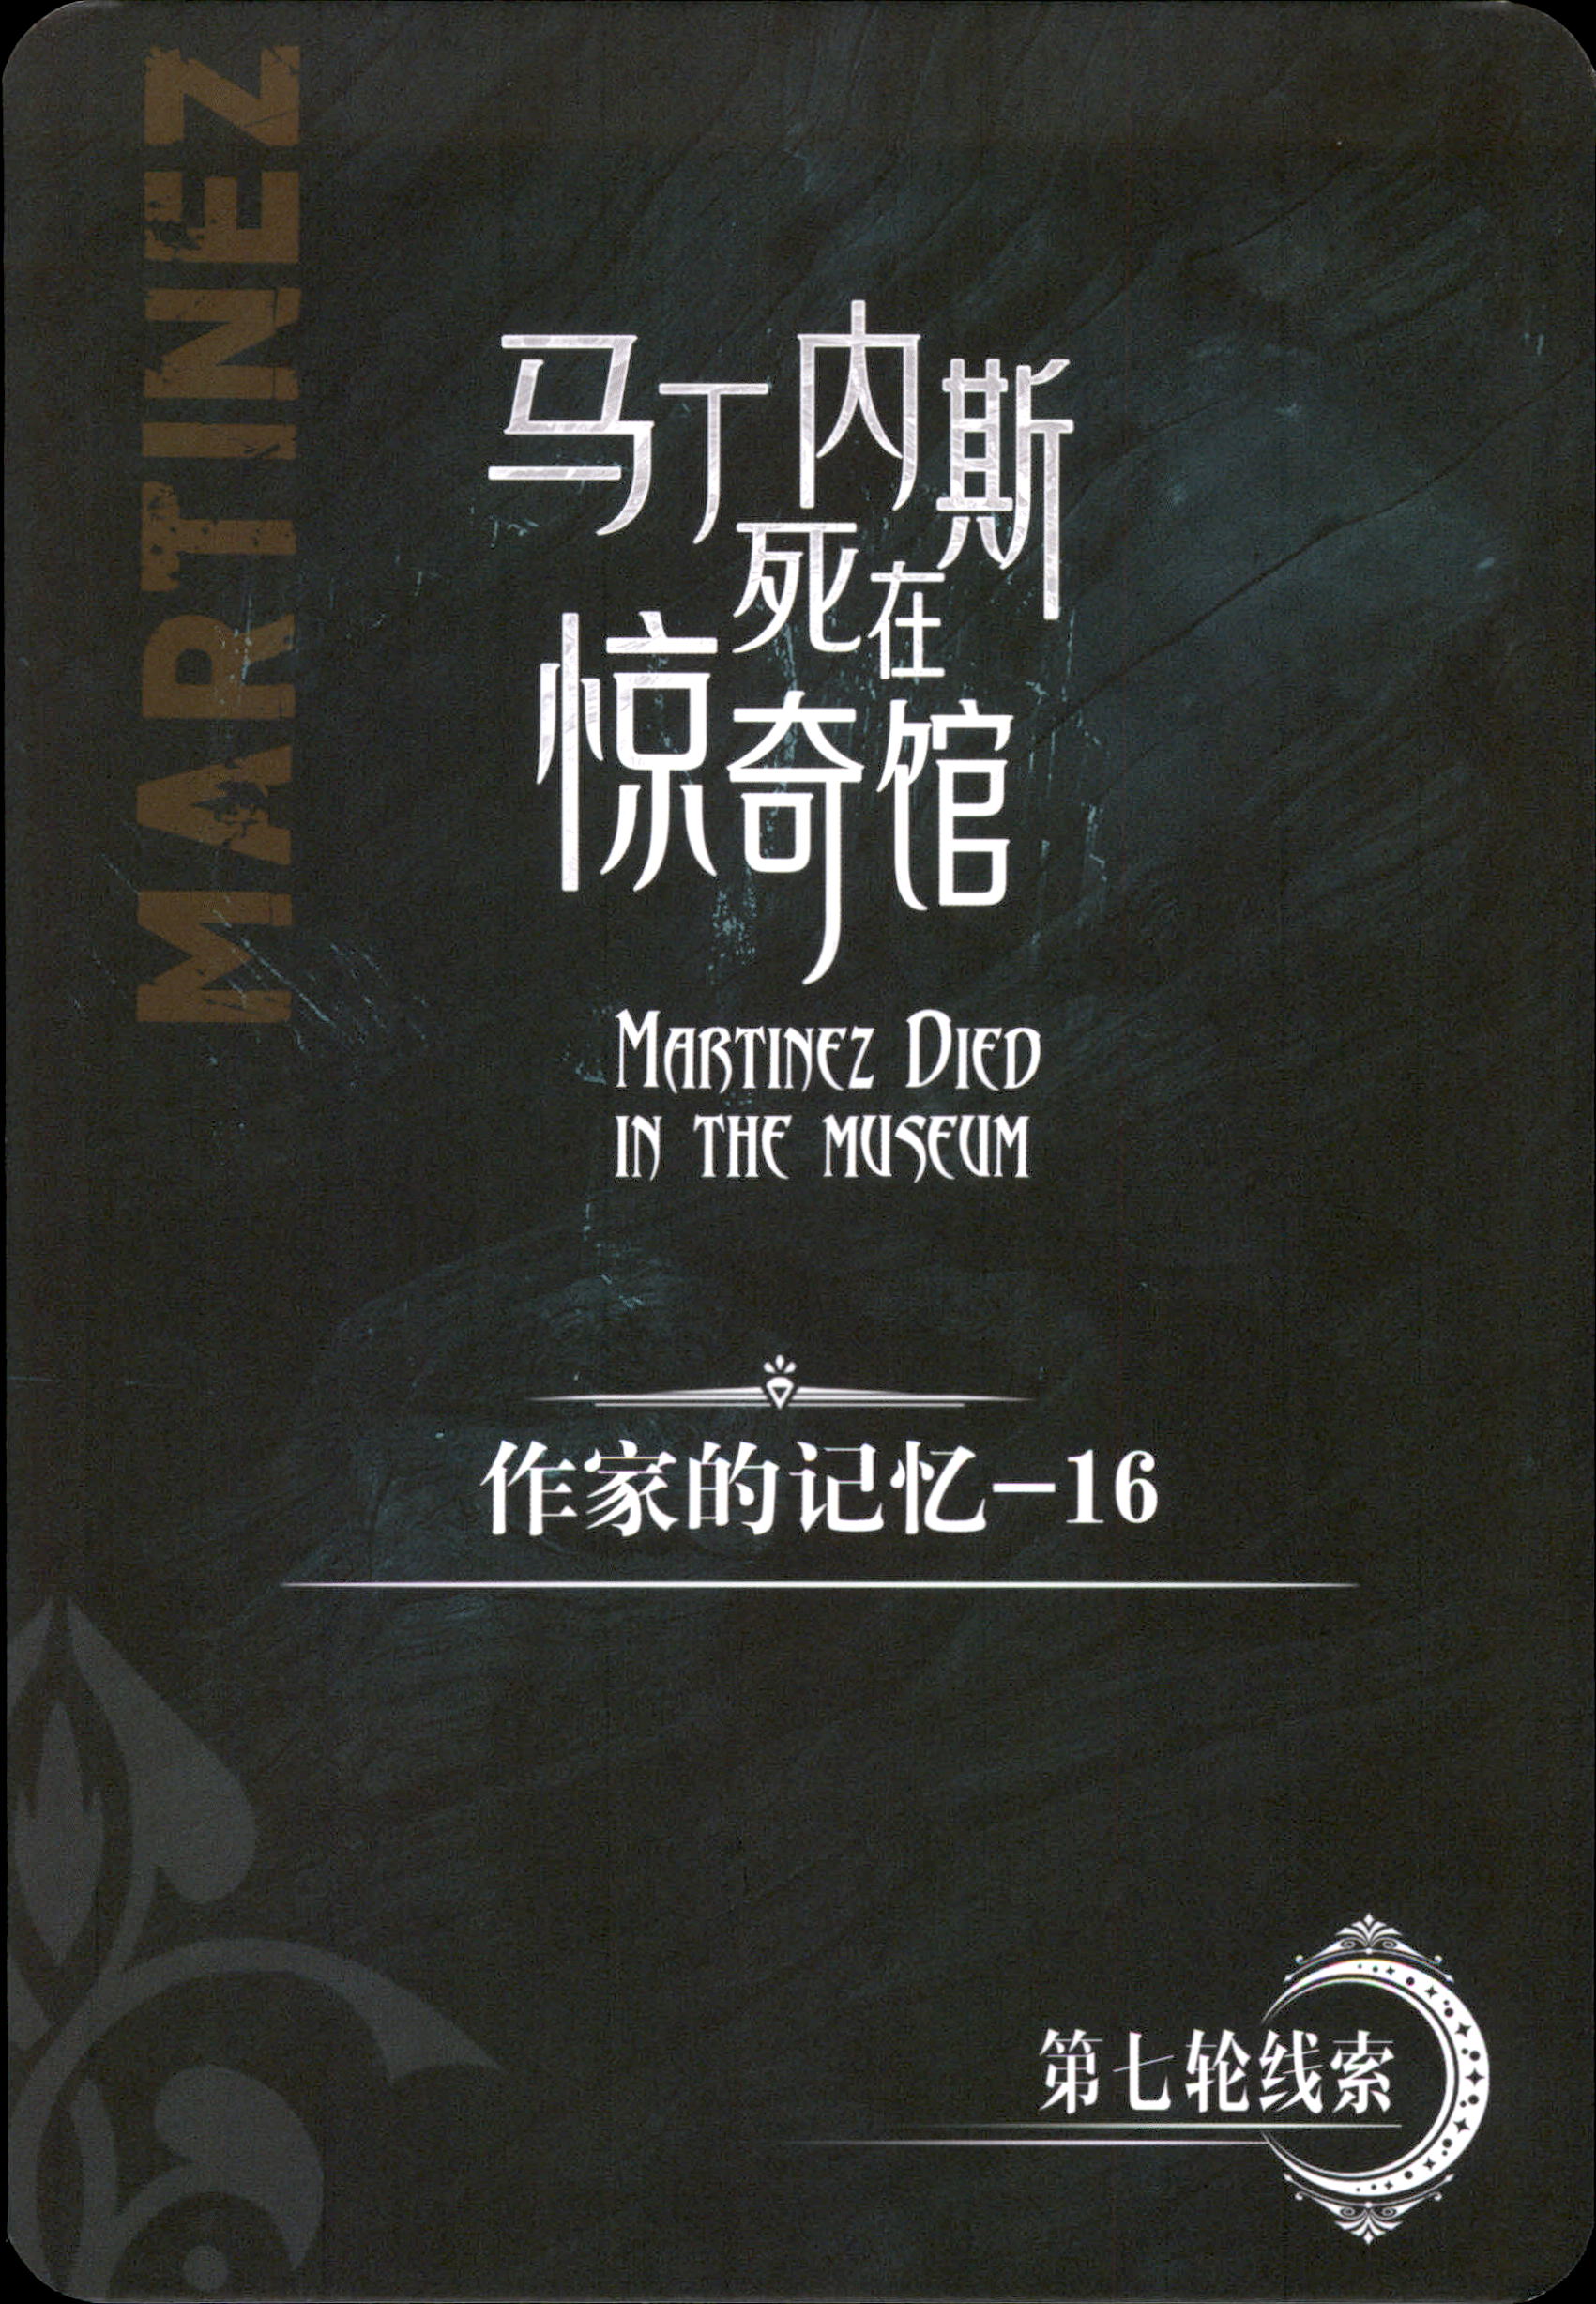 MARTINEZ
马丁内斯
死在
惊奇馆
MARTINEZ DIED
IN THE MUSEUM
作家的记忆-16
第七轮线索